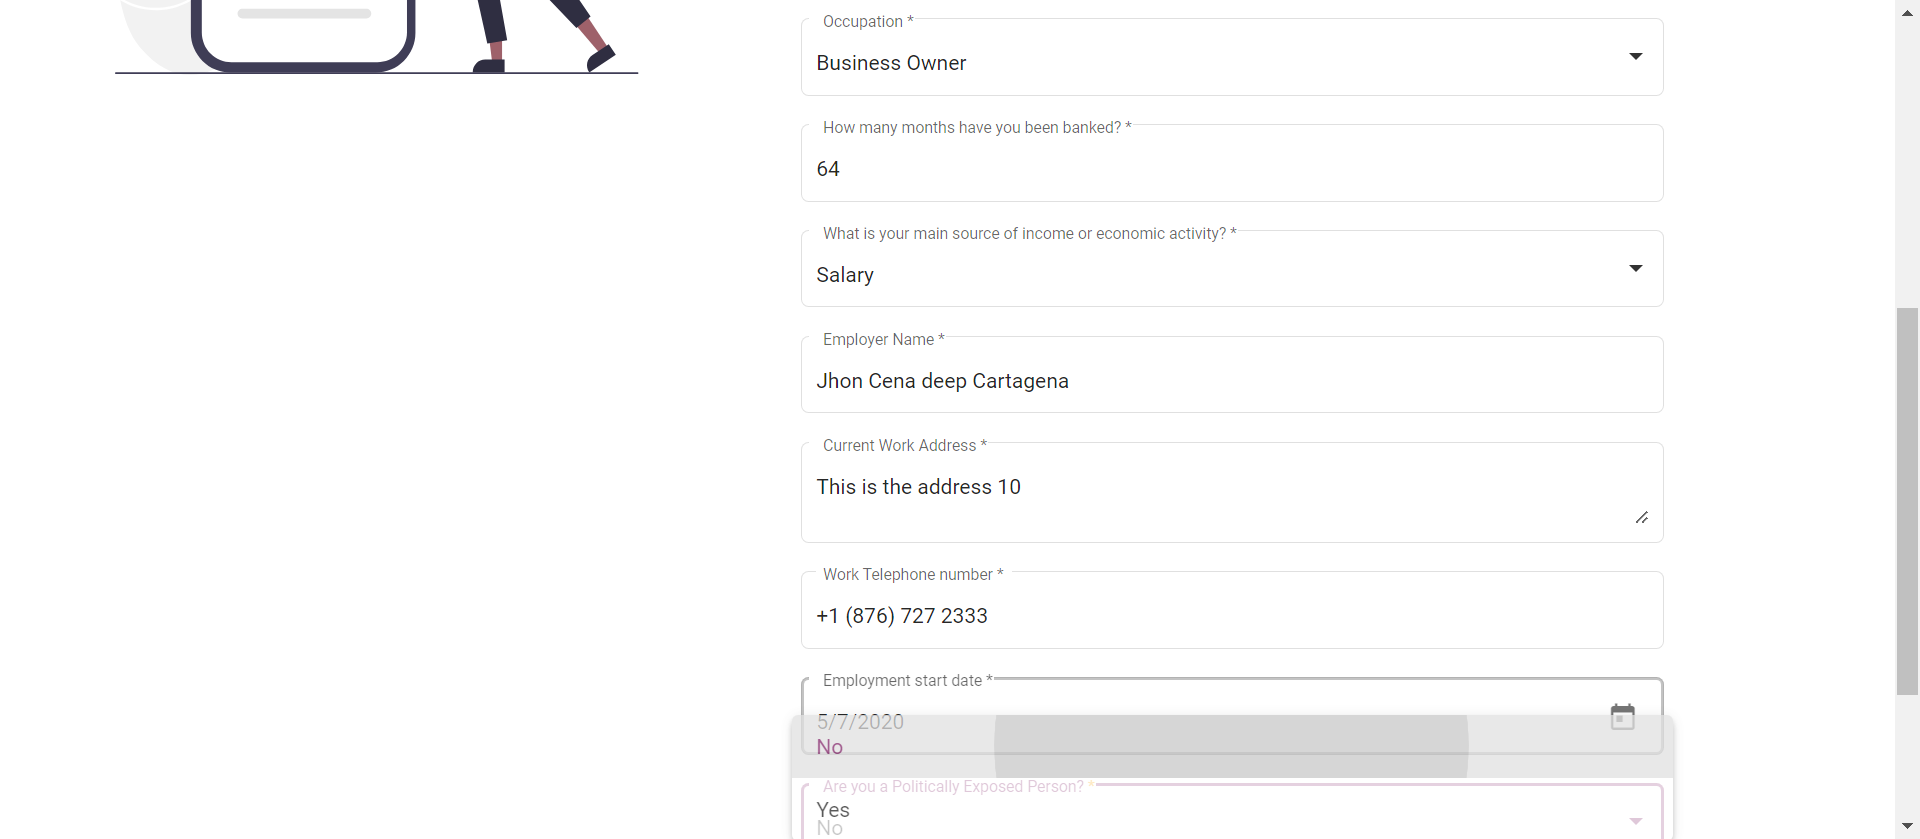 Occupation *
Business Owner
How many months have you been banked? *
64
What is your main source of income or economic activity? *
Salary
Employer Name *
Jhon Cena deep Cartagena
Current Work Address *
This is the address 10
Work Telephone number *
+1 (876) 727 2333
Employment start date *
5/7/2020
No
Are you a Politically Exposed Person? *
Yes
No